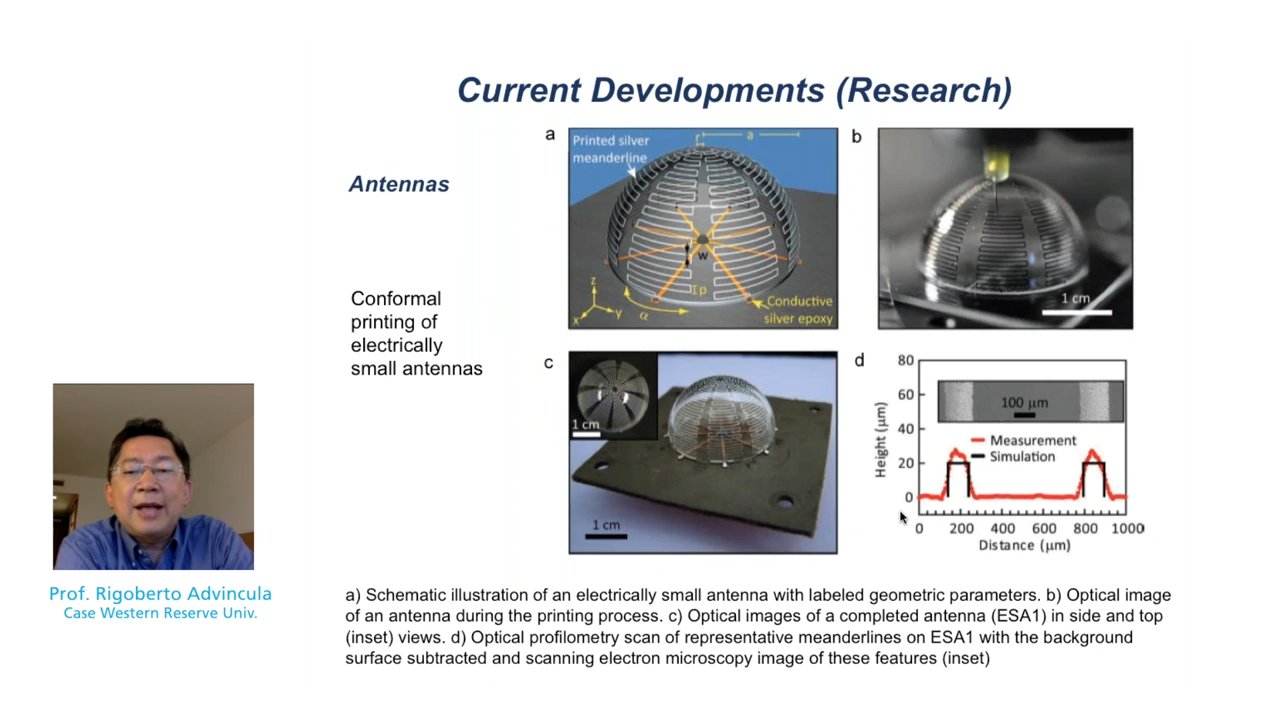 Current Developments (Research)
Antennas
Conformal
printing of
electrically
small antennas
a
Printed silver
meanderline
r
a
w
p
z
x
y
α
Conductive
silver epoxy
b
1 cm
c
1 cm
1 cm
d
80
60
40
20
0
Height (μm)
100 μm
Measurement
Simulation
0 200 400 600 800 1000
Distance (μm)
Prof. Rigoberto Advincula
Case Western Reserve Univ.
a) Schematic illustration of an electrically small antenna with labeled geometric parameters. b) Optical image
of an antenna during the printing process. c) Optical images of a completed antenna (ESA1) in side and top
(inset) views. d) Optical profilometry scan of representative meanderlines on ESA1 with the background
surface subtracted and scanning electron microscopy image of these features (inset)